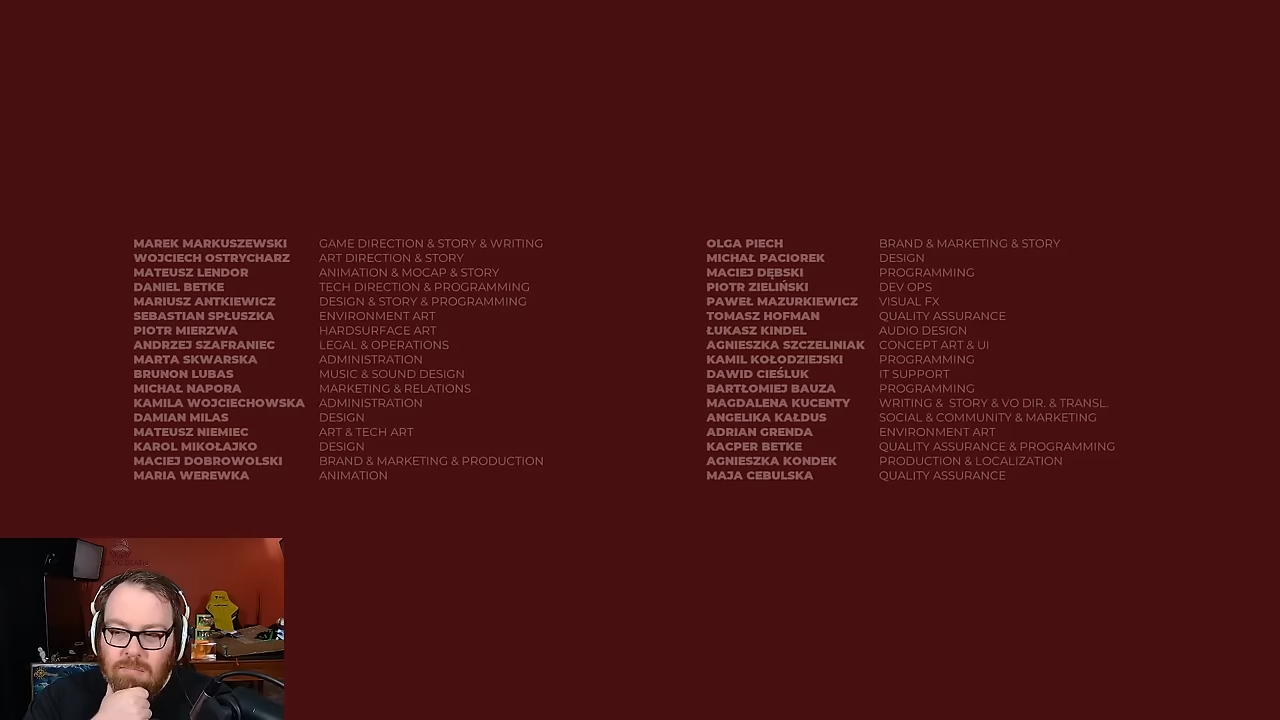 MAREK MARKUSZEWSKI GAME DIRECTION & STORY & WRITING
WOJCIECH OSTRYCHARZ ART DIRECTION & STORY
MATEUSZ LENDOR ANIMATION & MOCAP & STORY
DANIEL BETKE TECH DIRECTION & PROGRAMMING
MARIUSZ ANTKIEWICZ DESIGN & STORY & PROGRAMMING
SEBASTIAN SPŁUSZKA ENVIRONMENT ART
PIOTR MIERZWA HARDSURFACE ART
ANDRZEJ SZAFRANIEC LEGAL & OPERATIONS
MARTA SKWARSKA ADMINISTRATION
BRUNON LUBAS MUSIC & SOUND DESIGN
MICHAŁ NAPORA MARKETING & RELATIONS
KAMILA WOJCIECHOWSKA ADMINISTRATION
DAMIAN MILAS DESIGN
MATEUSZ NIEMIEC ART & TECH ART
KAROL MIKOŁAJKO DESIGN
MACIEJ DOBROWOLSKI BRAND & MARKETING & PRODUCTION
MARIA WEREWKA ANIMATION
OLGA PIECH BRAND & MARKETING & STORY
MICHAŁ PACIOREK DESIGN
MACIEJ DĘBSKI PROGRAMMING
PIOTR ZIELIŃSKI DEV OPS
PAWEŁ MAZURKIEWICZ VISUAL FX
TOMASZ HOFMAN QUALITY ASSURANCE
ŁUKASZ KINDEL AUDIO DESIGN
AGNIESZKA SZCZELINIAK CONCEPT ART & UI
KAMIL KOŁODZIEJSKI PROGRAMMING
DAWID CIEŚLUK IT SUPPORT
BARTŁOMIEJ BAUZA PROGRAMMING
MAGDALENA KUCENTY WRITING & STORY & VO DIR. & TRANSL.
ANGELIKA KAŁDUS SOCIAL & COMMUNITY & MARKETING
ADRIAN GRENDA ENVIRONMENT ART
KACPER BETKE QUALITY ASSURANCE & PROGRAMMING
AGNIESZKA KONDEK PRODUCTION & LOCALIZATION
MAJA CEBULSKA QUALITY ASSURANCE